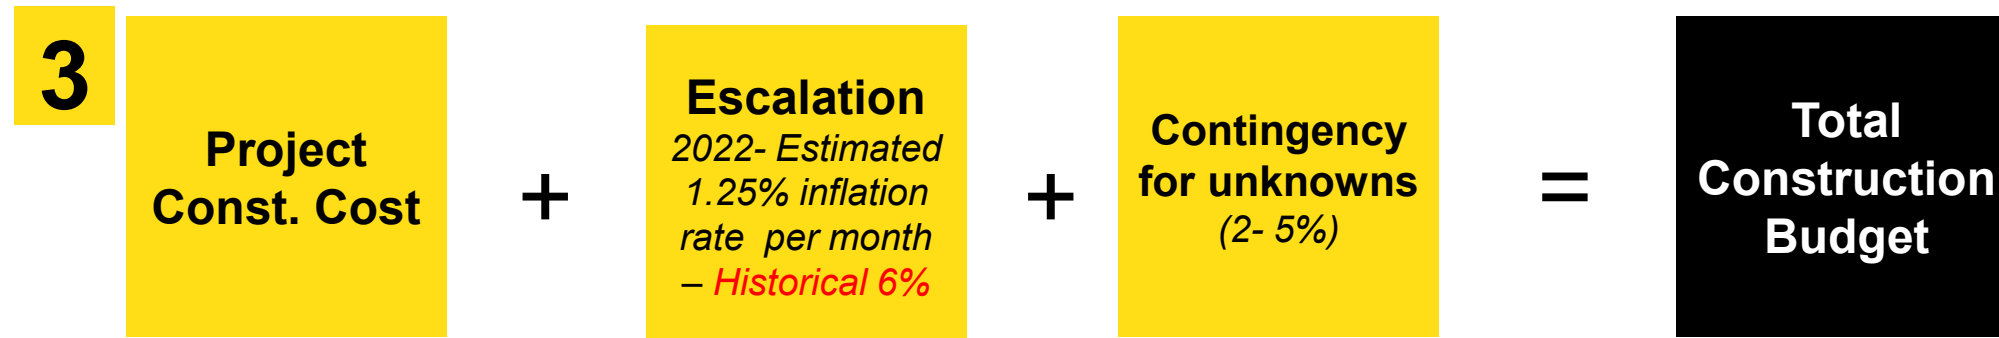 3
Project
Const. Cost
+
Escalation
2022- Estimated
1.25% inflation
rate per month
– Historical 6%
+
Contingency
for unknowns
(2- 5%)
=
Total
Construction
Budget